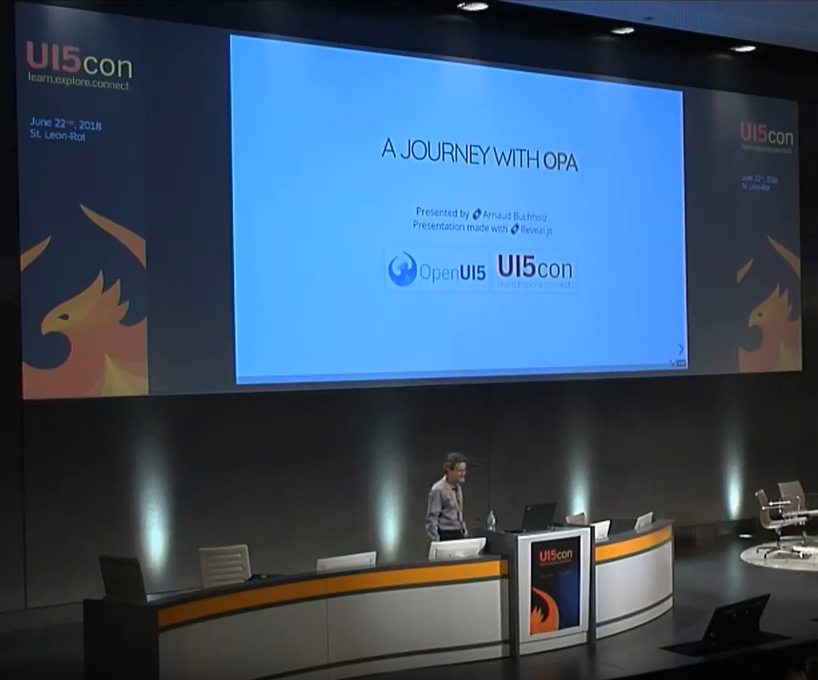 UI5con
learn.explore.connect.
June 22nd, 2018
St. Leon-Rot
A JOURNEY WITH OPA
Presented by Arnaud Buchholz
Presentation made with Reveal.js
OpenUI5
UI5con
learn.explore.connect.
UI5con
learn.explore.connect.
June 22nd, 2018
St. Leon-Rot
UI5con